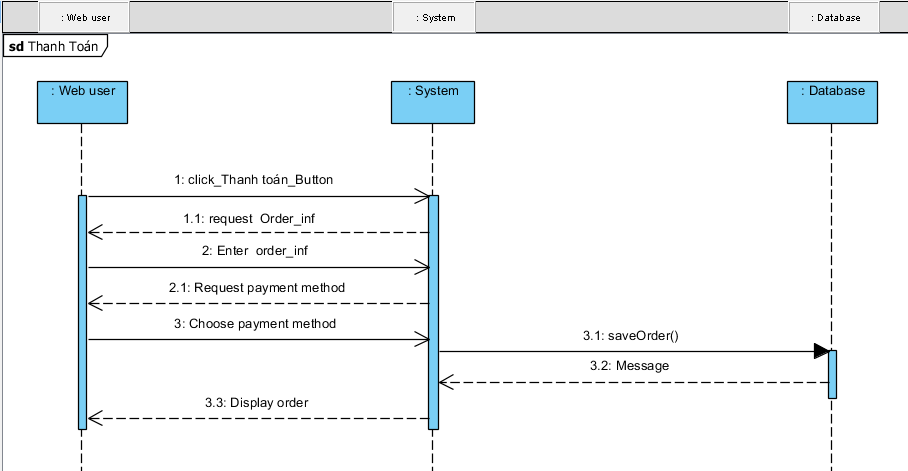 : Web user
: System
: Database
sd Thanh Toán
: Web user
: System
: Database
1: click_Thanh toán_Button
1.1: request Order_inf
2: Enter order_inf
2.1: Request payment method
3: Choose payment method
3.1: saveOrder()
3.2: Message
3.3: Display order